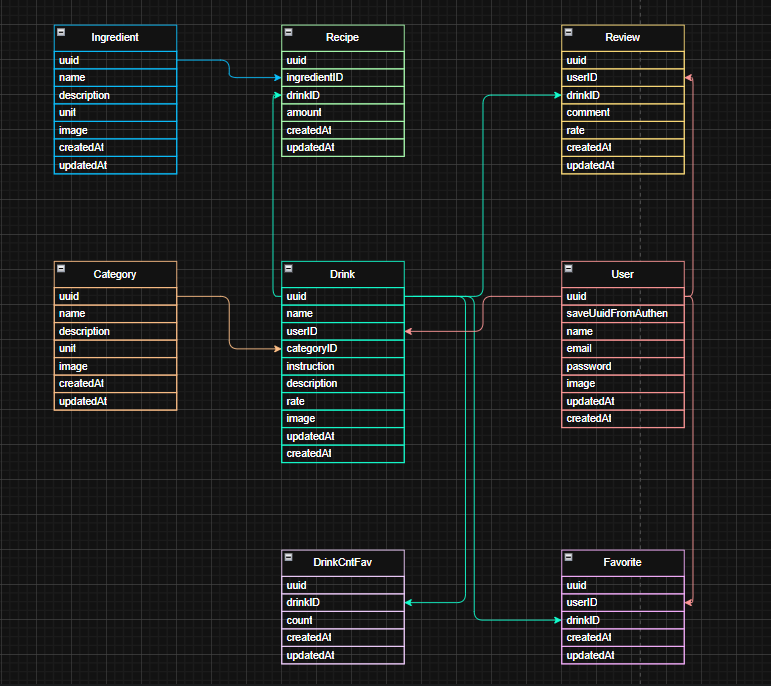 Ingredient
uuid
name
description
unit
image
createdAt
updatedAt
Recipe
uuid
ingredientID
drinkID
amount
createdAt
updatedAt
Review
uuid
userID
drinkID
comment
rate
createdAt
updatedAt
Category
uuid
name
description
unit
image
createdAt
updatedAt
Drink
uuid
name
userID
categoryID
instruction
description
rate
image
updatedAt
createdAt
User
uuid
saveUuidFromAuthen
name
email
password
image
updatedAt
createdAt
DrinkCntFav
uuid
drinkID
count
createdAt
updatedAt
Favorite
uuid
userID
drinkID
createdAt
updatedAt